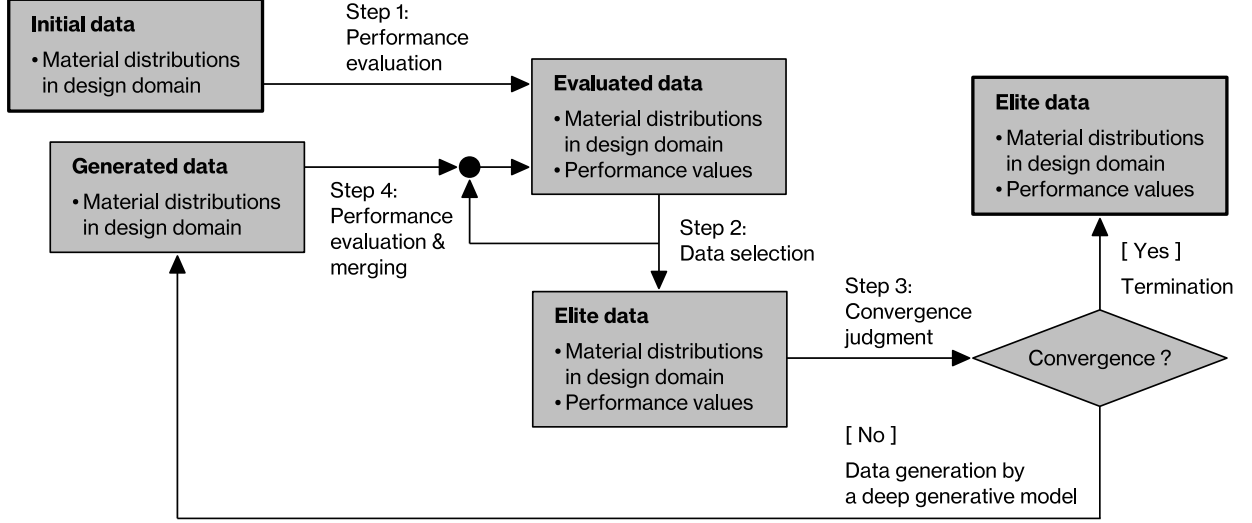 Initial data
• Material distributions
in design domain
Step 1:
Performance
evaluation
Evaluated data
• Material distributions
in design domain
• Performance values
Generated data
• Material distributions
in design domain
Step 4:
Performance
evaluation &
merging
Step 2:
Data selection
Elite data
• Material distributions
in design domain
• Performance values
Step 3:
Convergence
judgment
Convergence ?
[ Yes ]
Termination
Elite data
• Material distributions
in design domain
• Performance values
[ No ]
Data generation by
a deep generative model